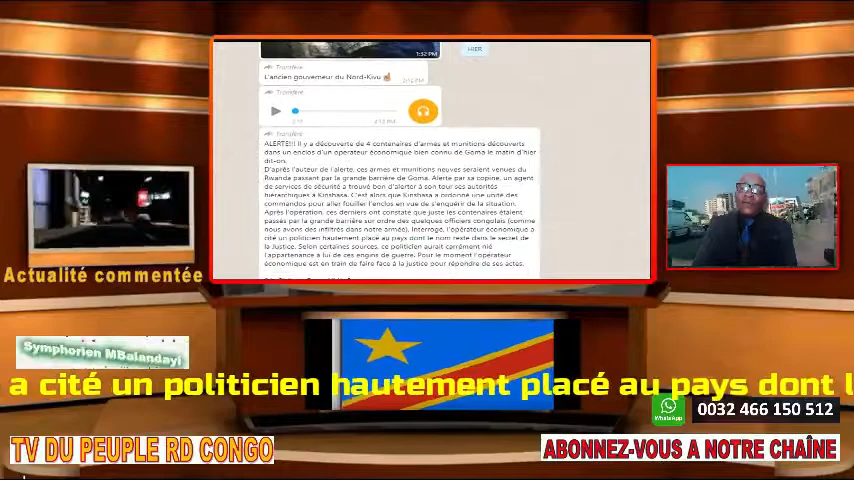 1:32 PM
HIER
Transféré
L'ancien gouverneur du Nord-Kivu
Transféré
Transféré
ALERTE!!! Il y a découverte de 4 contenaires d'armes et munitions découverts
dans un enclos d'un operateur économique bien connu de Goma le matin d'hier
dit-on.
D'après l'auteur de l'alerte, ces armes et munitions neuves seraient venues du
Rwanda passant par la grande barrière de Goma. Alerté par sa copine, un agent
de services de sécurité a trouvé bon d'alerter à son tour ses autorités
hiérarchiques à Kinshasa. C'est alors que Kinshasa a ordonné une unité des
commandos pour aller fouiller l'enclos en vue de s'enquérir de la situation.
Après l'opération, ces derniers ont constaté que juste les contenaires étaient
passés par la grande barrière sur ordre des quelques officiers congolais (comme
nous avons des infiltrés dans notre armée). Interrogé, l'opérateur économique a
cité un politicien hautement placé au pays dont le nom reste dans le secret de
la Justice. Selon certaines sources, ce politicien aurait carrément nié
l'appartenance à lui de ces engins de guerre. Pour le moment l'opérateur
économique est en train de faire face à la justice pour répondre de ses actes.
Actualité commentée
Symphorien MBalandayi
a cité un politicien hautement placé au pays dont l
WhatsApp
0032 466 150 512
TV DU PEUPLE RD CONGO
ABONNEZ-VOUS A NOTRE CHAÎNE